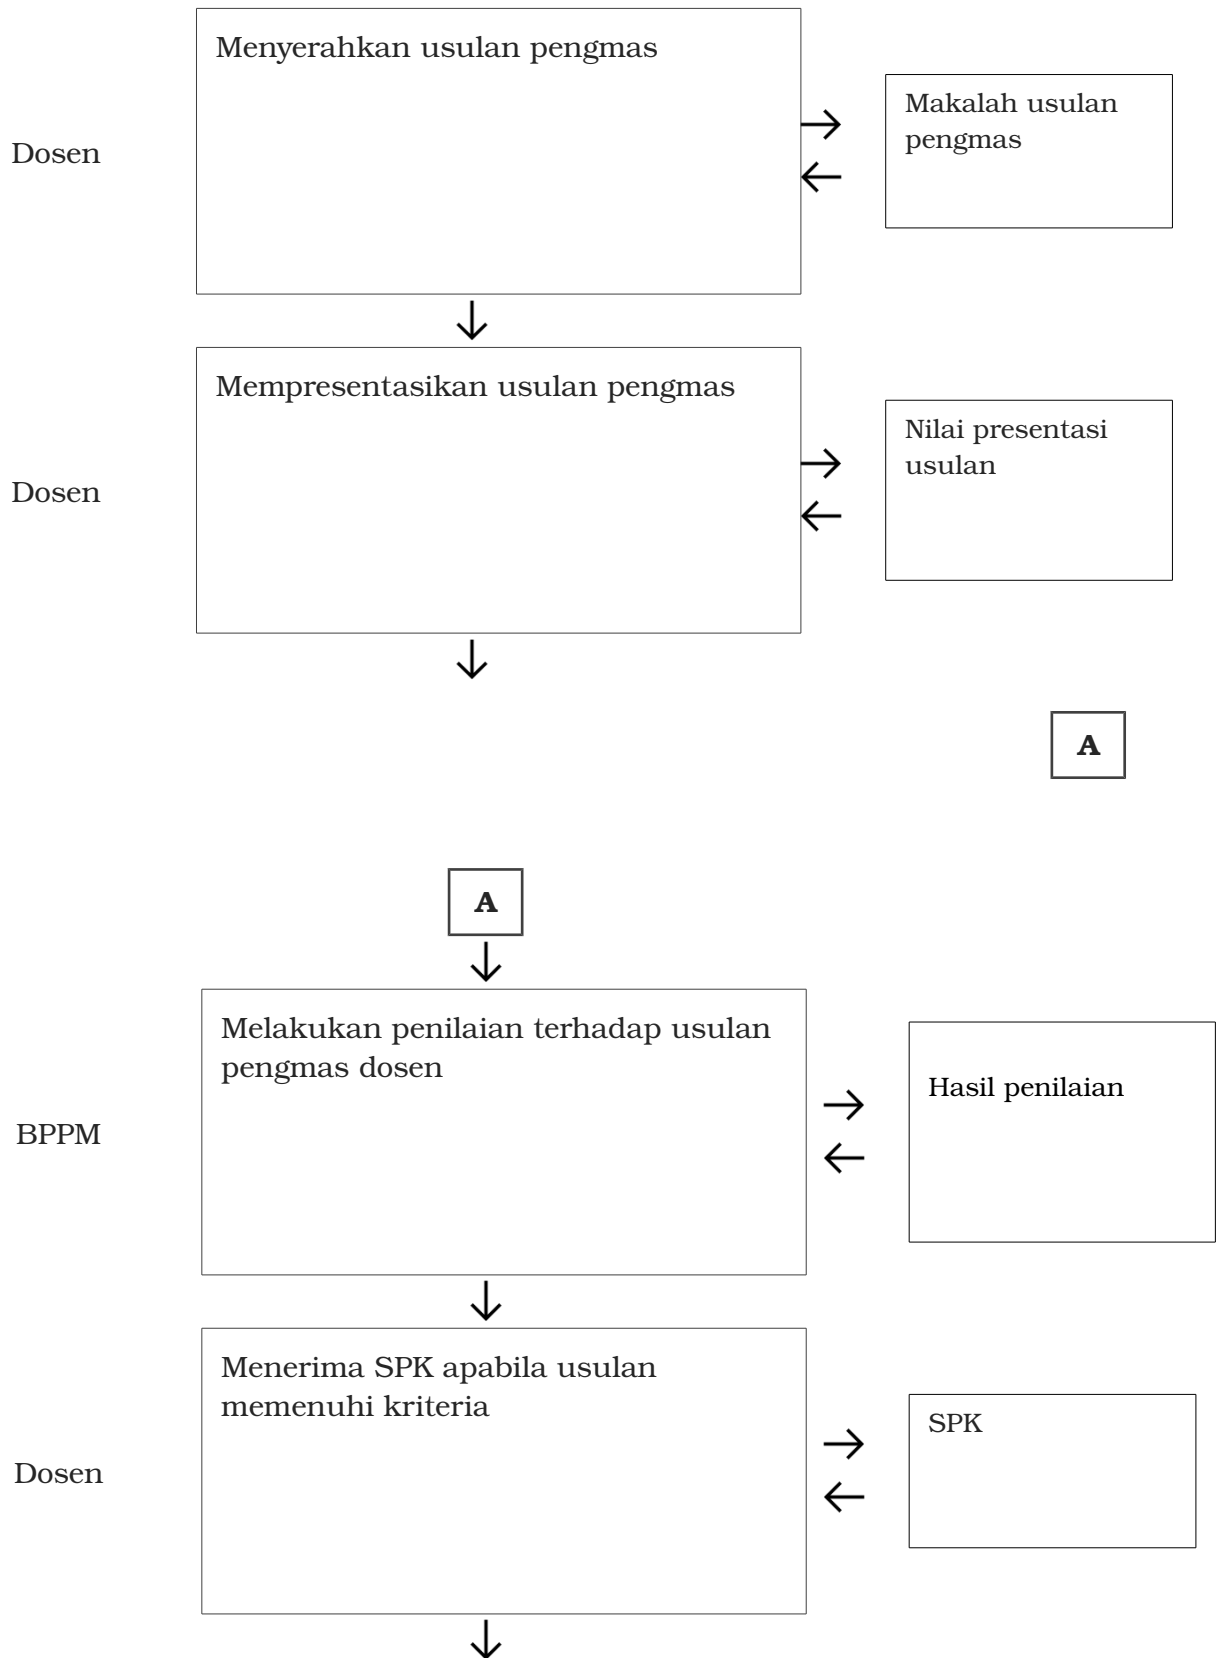 Menyerahkan usulan pengmas
Makalah usulan
pengmas
Dosen
Mempresentasikan usulan pengmas
Nilai presentasi
usulan
Dosen
A
A
Melakukan penilaian terhadap usulan
pengmas dosen
Hasil penilaian
BPPM
Menerima SPK apabila usulan
memenuhi kriteria
SPK
Dosen